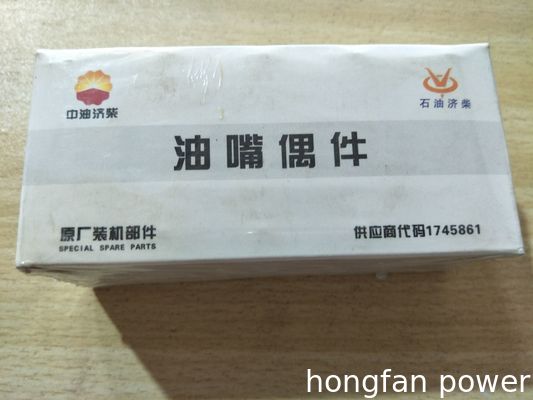 中油济柴
石油济柴
油嘴偶件
原厂装机部件
SPECIAL SPARE PARTS
供应商代码1745861
hongfan power